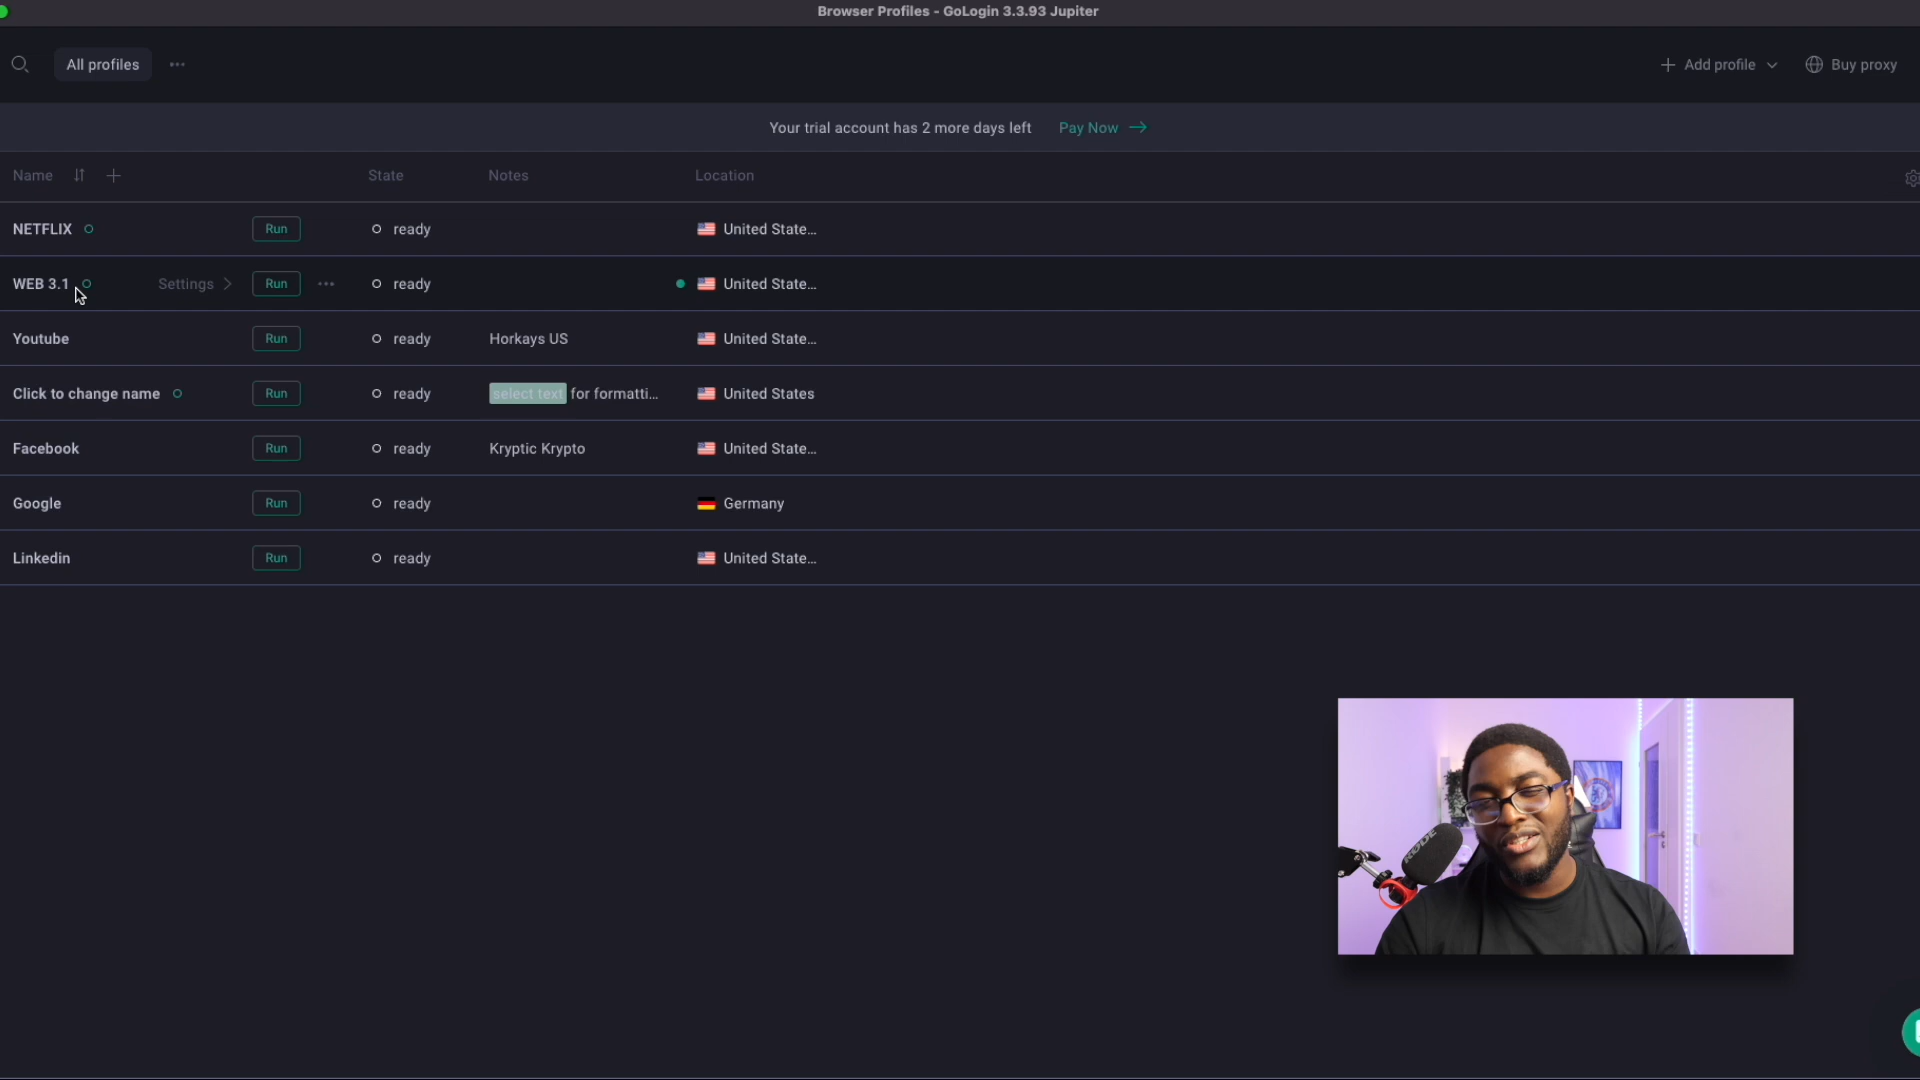 Browser Profiles - GoLogin 3.3.93 Jupiter
All profiles
Add profile
Buy proxy
Your trial account has 2 more days left Pay Now
Name State Notes Location
NETFLIX Run ready United State...
WEB 3.1 Settings Run ready United State...
Youtube Run ready Horkays US United State...
Click to change name Run ready select text for formatti... United States
Facebook Run ready Kryptic Krypto United State...
Google Run ready Germany
Linkedin Run ready United State...
RODE